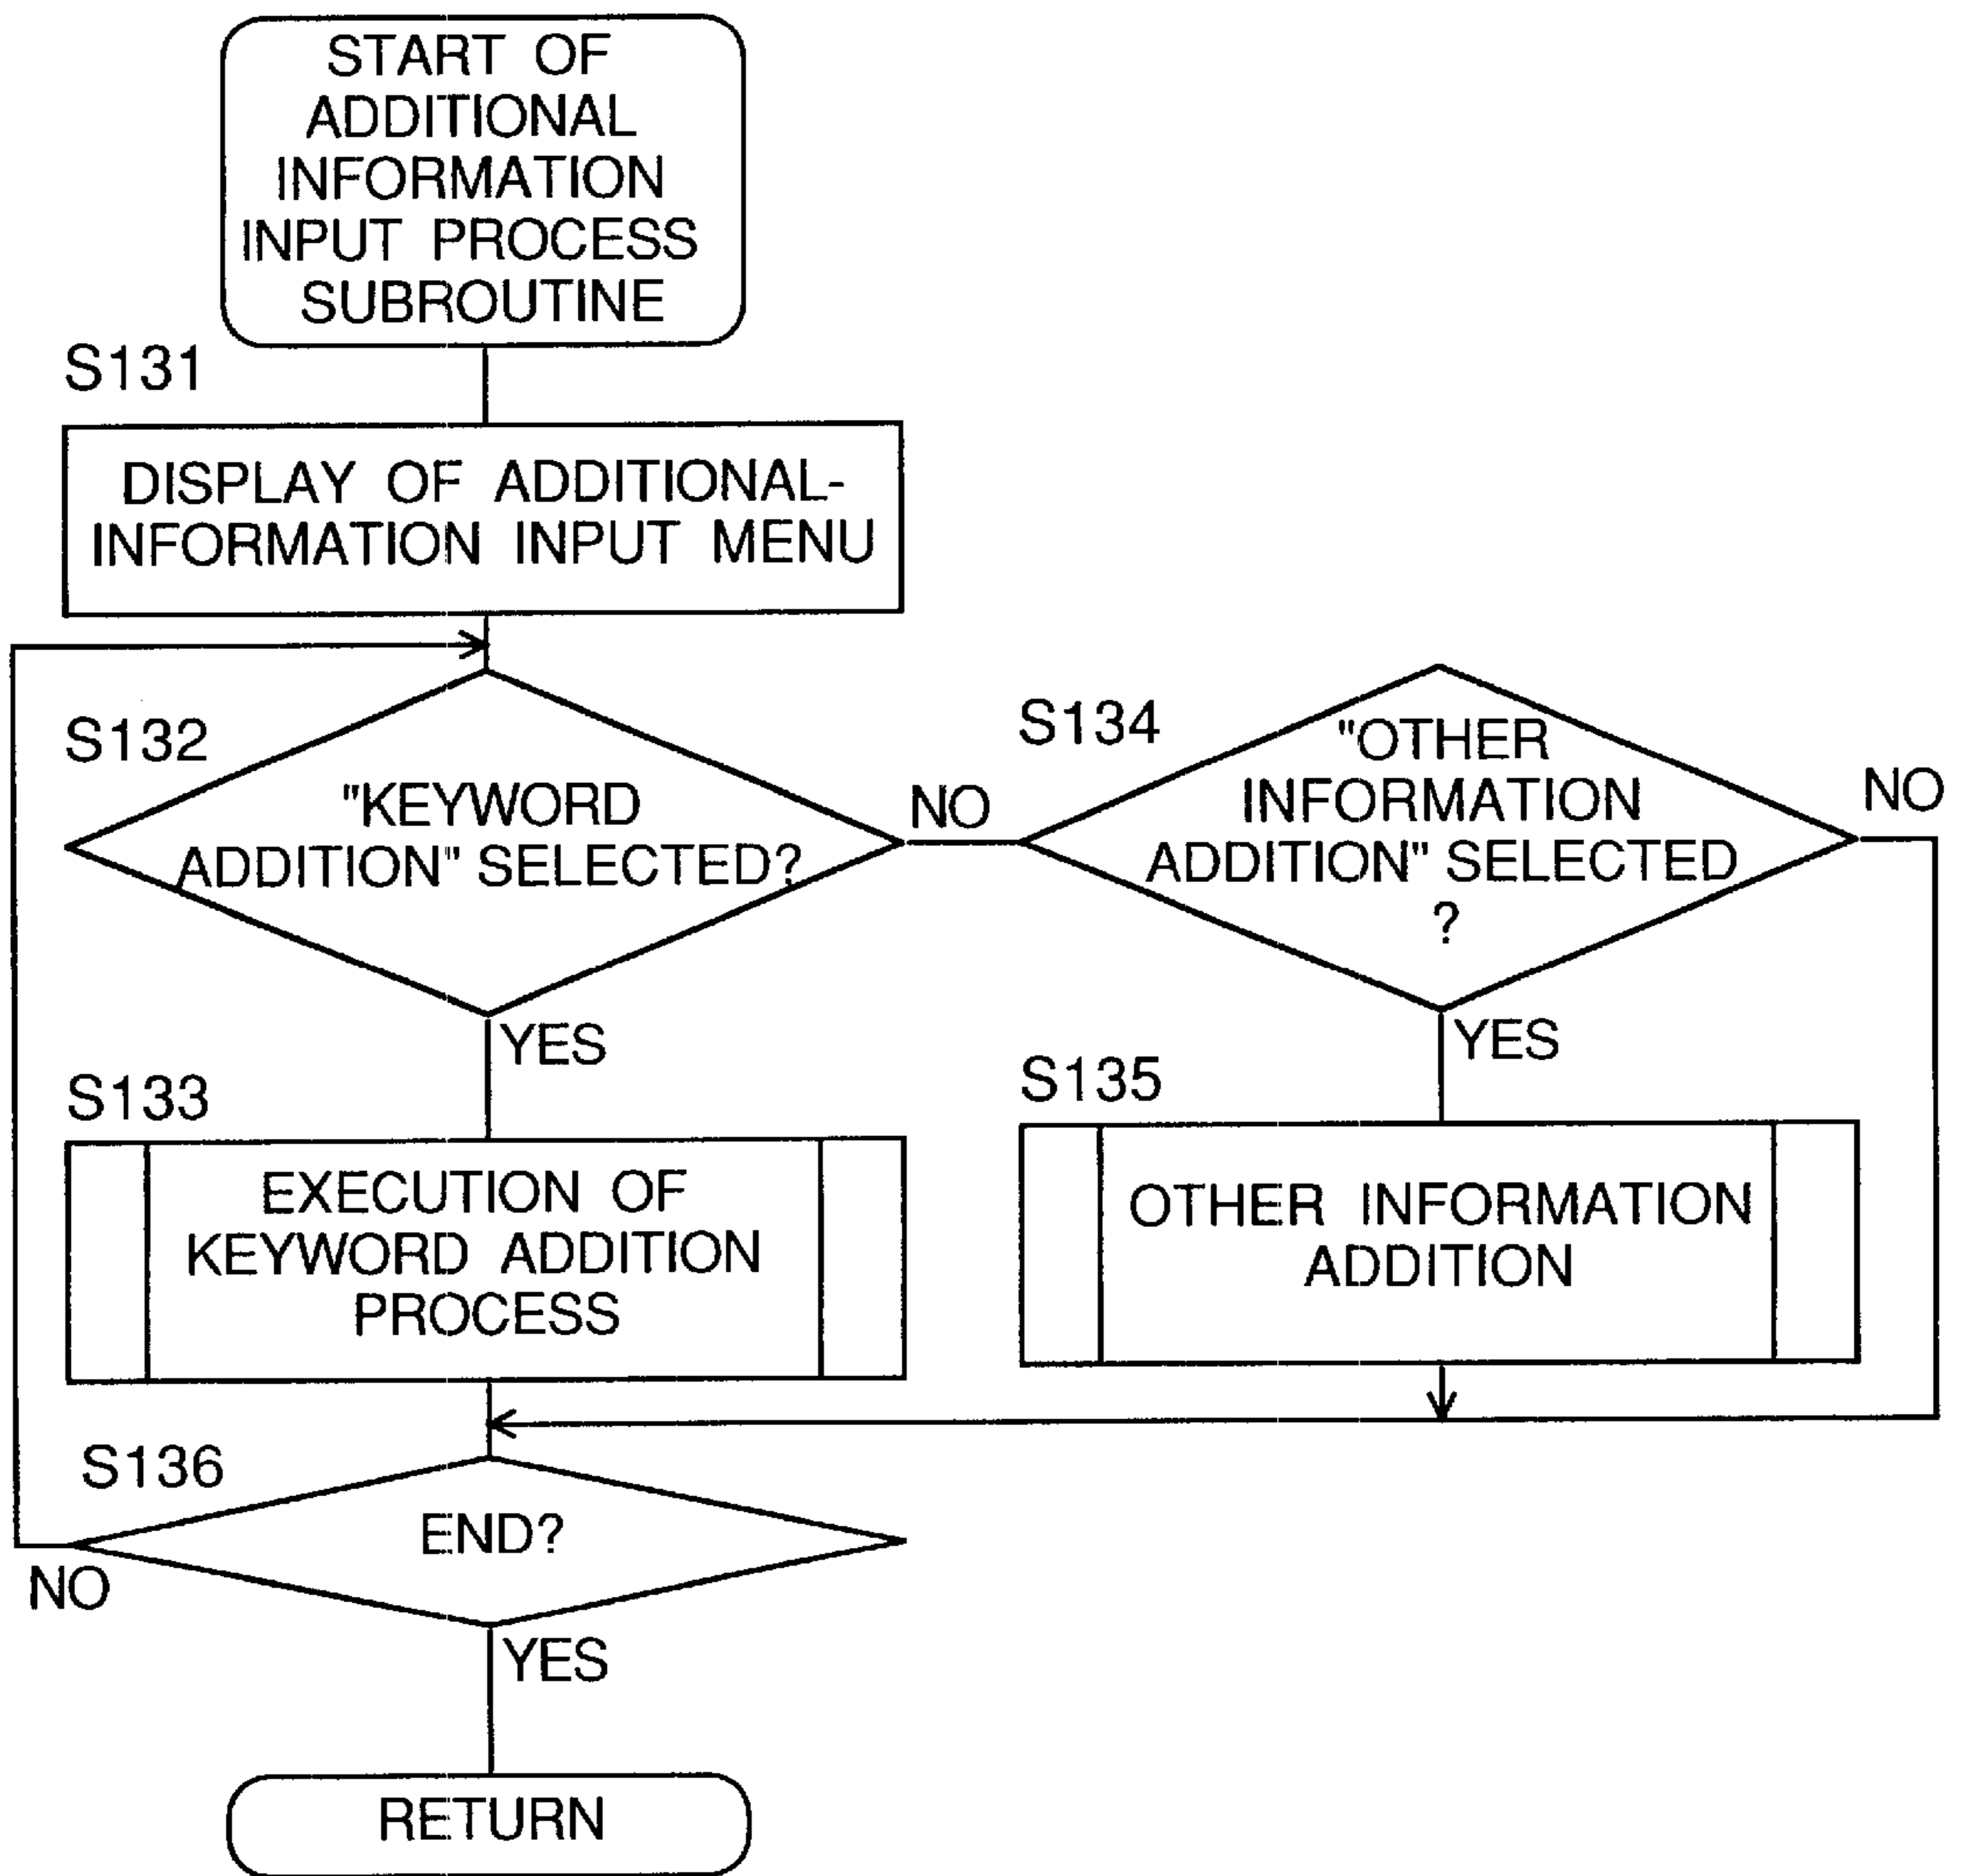 START OF
ADDITIONAL
INFORMATION
INPUT PROCESS
SUBROUTINE
S131
DISPLAY OF ADDITIONAL-
INFORMATION INPUT MENU
S132
"KEYWORD
ADDITION" SELECTED?
NO
S134
"OTHER
INFORMATION
ADDITION" SELECTED
?
NO
YES
S133
EXECUTION OF
KEYWORD ADDITION
PROCESS
YES
S135
OTHER INFORMATION
ADDITION
S136
END?
NO
YES
RETURN